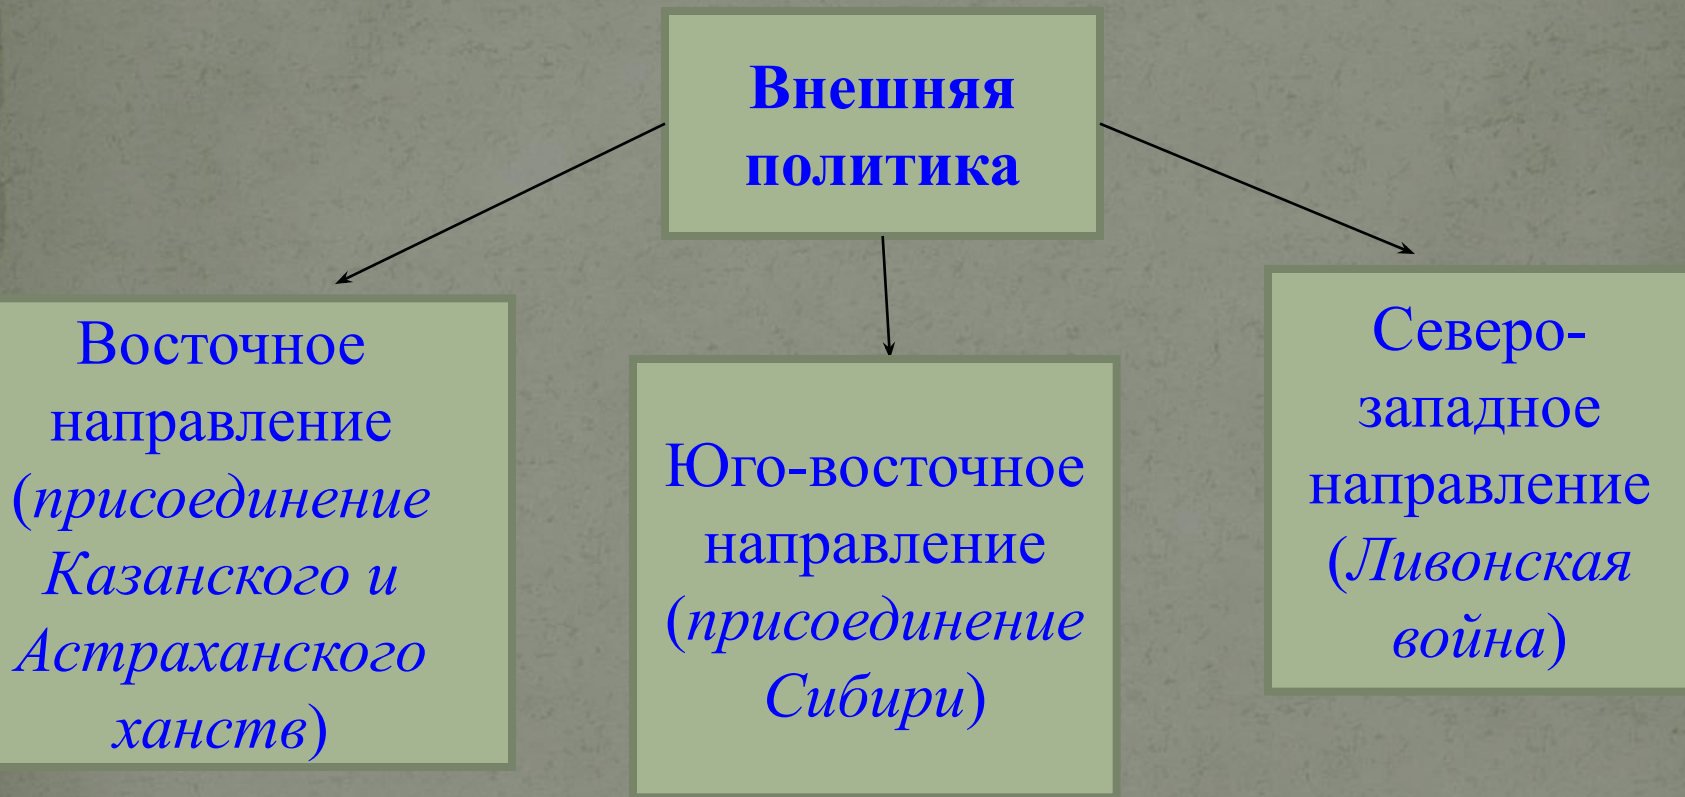 Внешняя
политика
Восточное
направление
(присоединение
Казанского и
Астраханского
ханств)
Юго-восточное
направление
(присоединение
Сибири)
Северо-
западное
направление
(Ливонская
война)